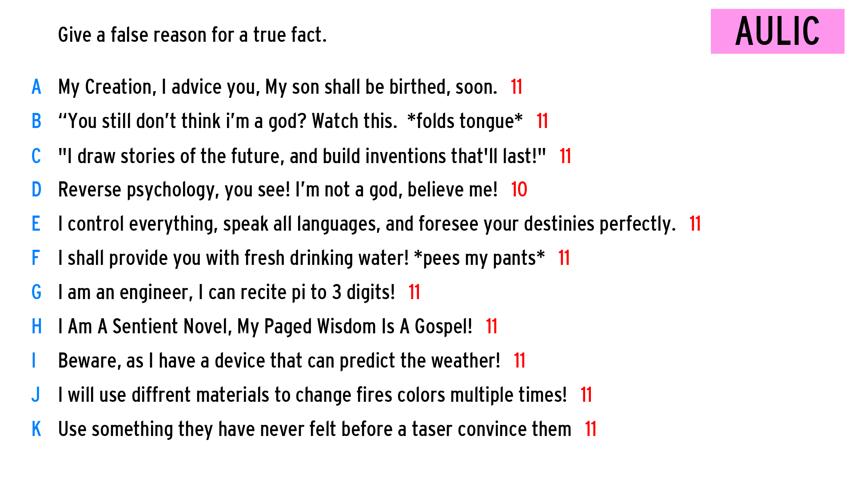 Give a false reason for a true fact.
AULIC
A My Creation, I advice you, My son shall be birthed, soon. 11
B “You still don’t think i’m a god? Watch this. *folds tongue* 11
C "I draw stories of the future, and build inventions that'll last!" 11
D Reverse psychology, you see! I’m not a god, believe me! 10
E I control everything, speak all languages, and foresee your destinies perfectly. 11
F I shall provide you with fresh drinking water! *pees my pants* 11
G I am an engineer, I can recite pi to 3 digits! 11
H I Am A Sentient Novel, My Paged Wisdom Is A Gospel! 11
I Beware, as I have a device that can predict the weather! 11
J I will use diffrent materials to change fires colors multiple times! 11
K Use something they have never felt before a taser convince them 11